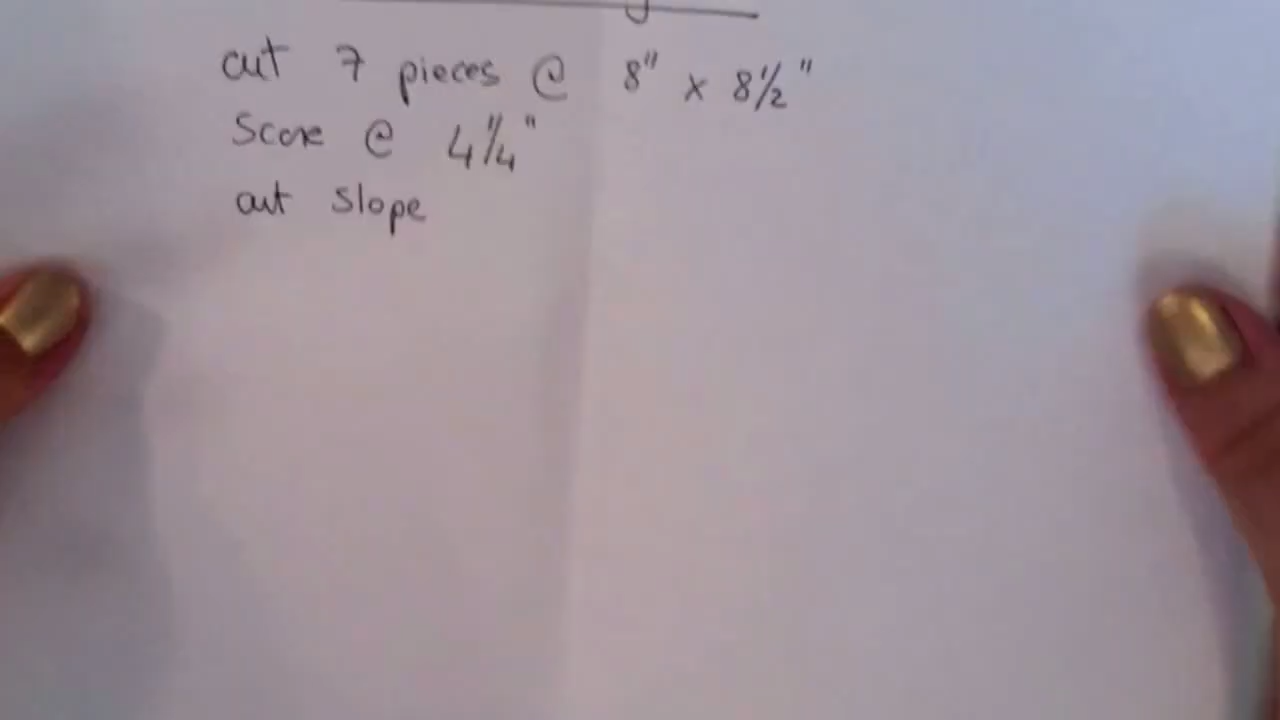 cut 7 pieces @ 8" x 8½"
Score @ 4¼"
cut slope